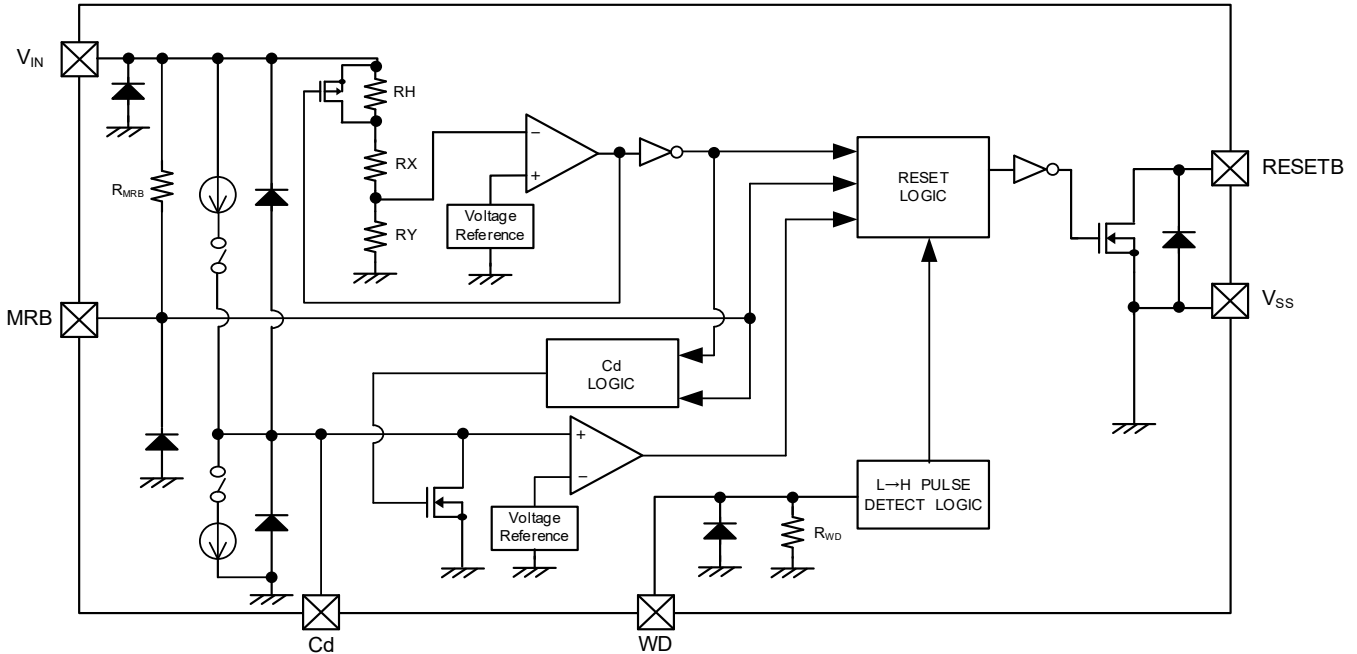 VIN
RH
RX
RMRB
RY
−
+
Voltage
Reference
RESET
LOGIC
RESETB
MRB
VSS
Cd
LOGIC
+
−
Voltage
Reference
L→H PULSE
DETECT LOGIC
RWD
Cd
WD